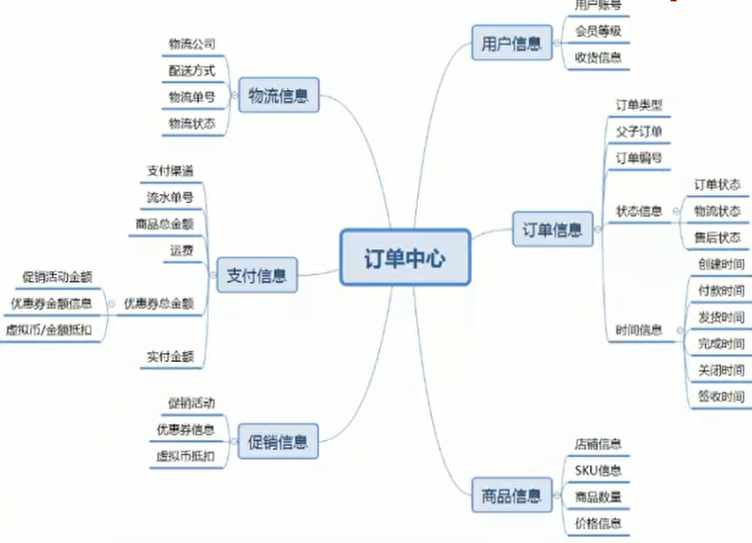 订单中心
用户信息
用户账号
会员等级
收货信息
订单信息
订单类型
父子订单
订单编号
状态信息
订单状态
物流状态
售后状态
时间信息
创建时间
付款时间
发货时间
完成时间
关闭时间
签收时间
商品信息
店铺信息
SKU信息
商品数量
价格信息
物流信息
物流公司
配送方式
物流单号
物流状态
支付信息
支付渠道
流水单号
商品总金额
运费
优惠券总金额
促销活动金额
优惠券金额信息
虚拟币/金额抵扣
实付金额
促销信息
促销活动
优惠券信息
虚拟币抵扣